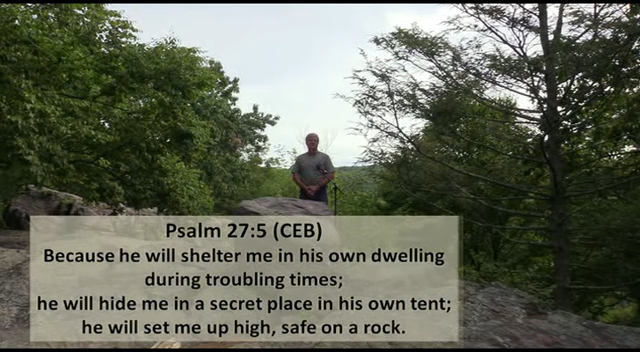 Psalm 27:5 (CEB)
Because he will shelter me in his own dwelling
during troubling times;
he will hide me in a secret place in his own tent;
he will set me up high, safe on a rock.